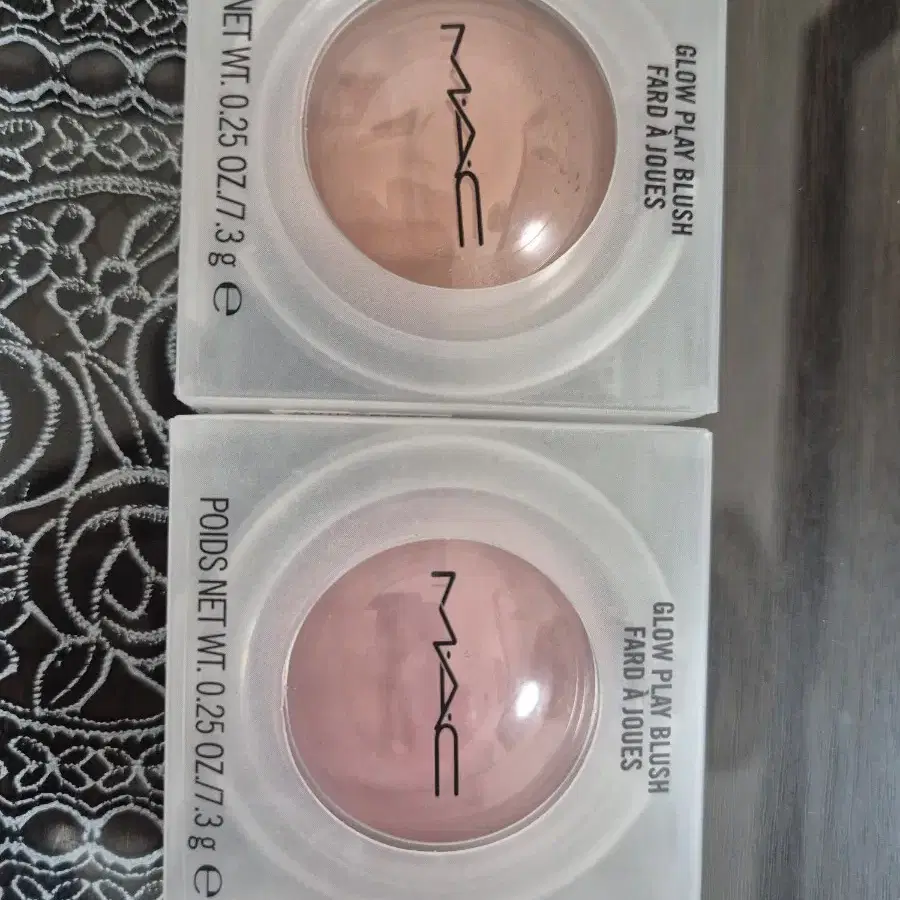 GLOW PLAY BLUSH
FARD À JOUES
M·A·C
NET WT. 0.25 OZ./7.3 g e
GLOW PLAY BLUSH
FARD À JOUES
M·A·C
POIDS NET WT. 0.25 OZ./7.3 g e